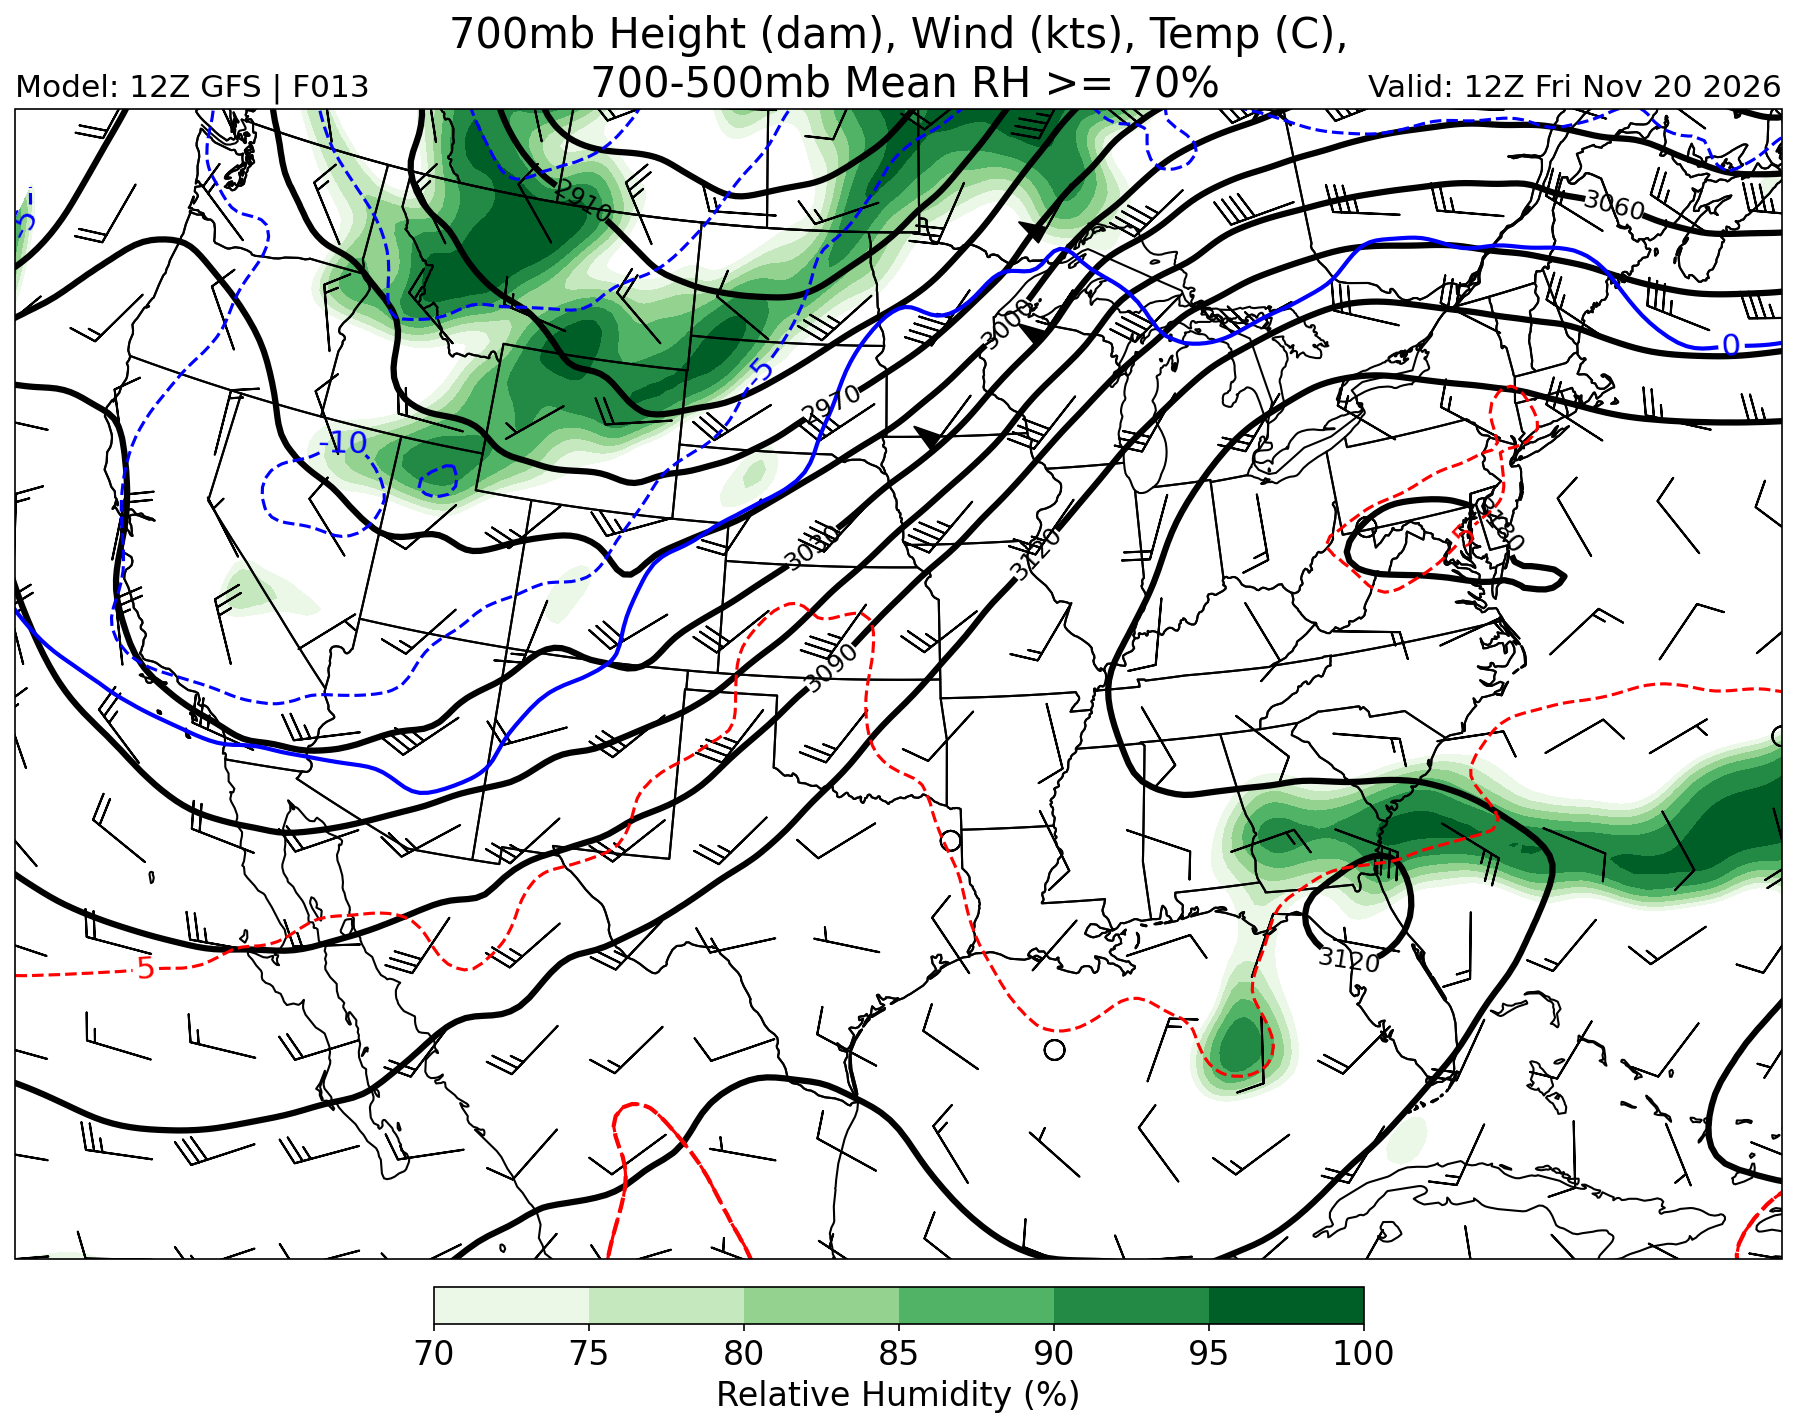 700mb Height (dam), Wind (kts), Temp (C),
700-500mb Mean RH >= 70%
Model: 12Z GFS | F013
Valid: 12Z Fri Nov 20 2026
2910
3060
-5
3000
0
-5
2970
-10
3030
3120
3090
5
3120
70 75 80 85 90 95 100
Relative Humidity (%)